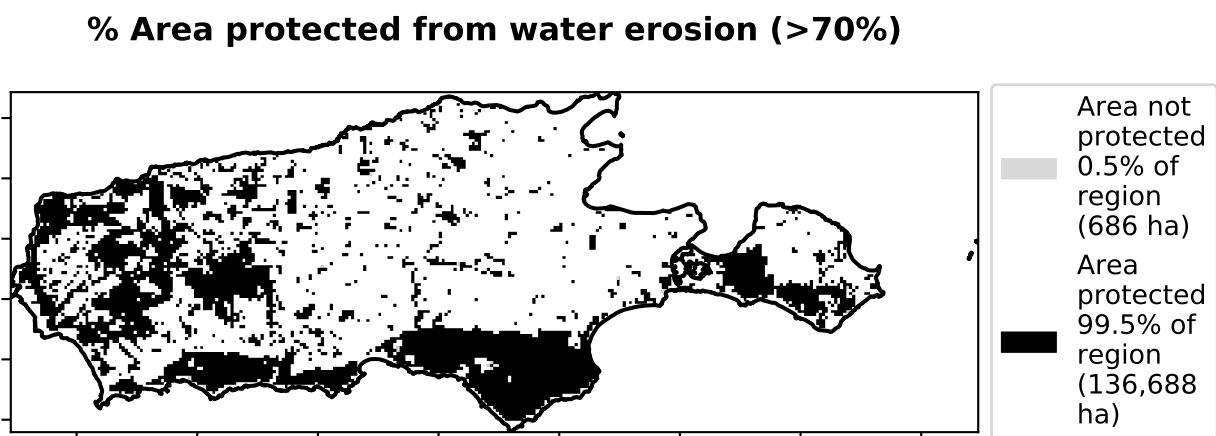 % Area protected from water erosion (>70%)
Area not
protected
0.5% of
region
(686 ha)
Area
protected
99.5% of
region
(136,688
ha)